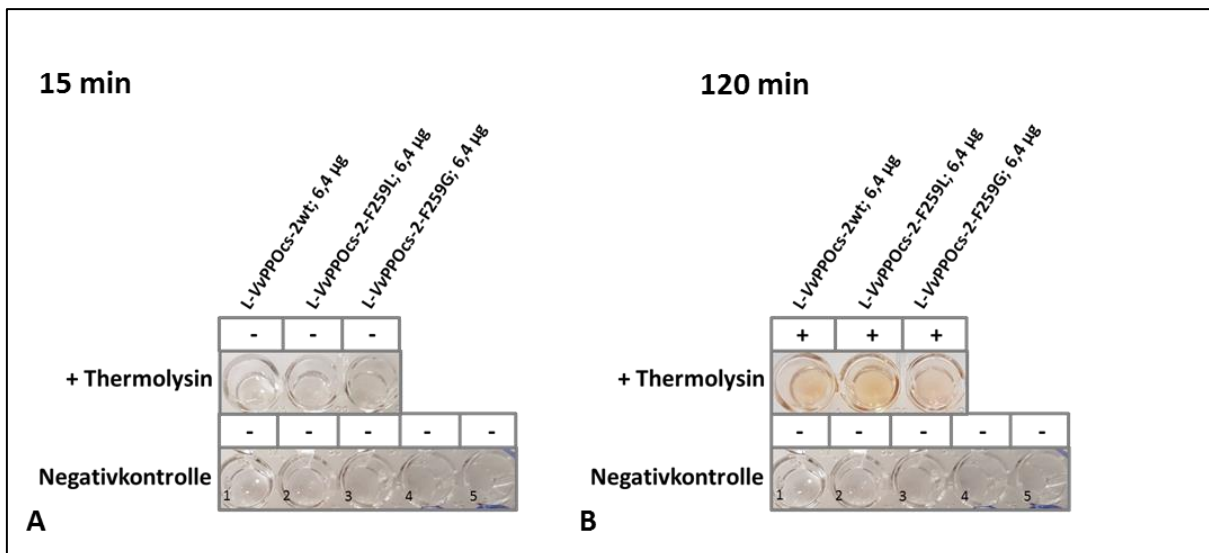 15 min
L-VvPPOcs-2wt; 6,4 µg
L-VvPPOcs-2-F259L; 6,4 µg
L-VvPPOcs-2-F259G; 6,4 µg
- - -
+ Thermolysin
- - - - -
Negativkontrolle
1 2 3 4 5
A
120 min
L-VvPPOcs-2wt; 6,4 µg
L-VvPPOcs-2-F259L; 6,4 µg
L-VvPPOcs-2-F259G; 6,4 µg
+ + +
+ Thermolysin
- - - - -
Negativkontrolle
1 2 3 4 5
B